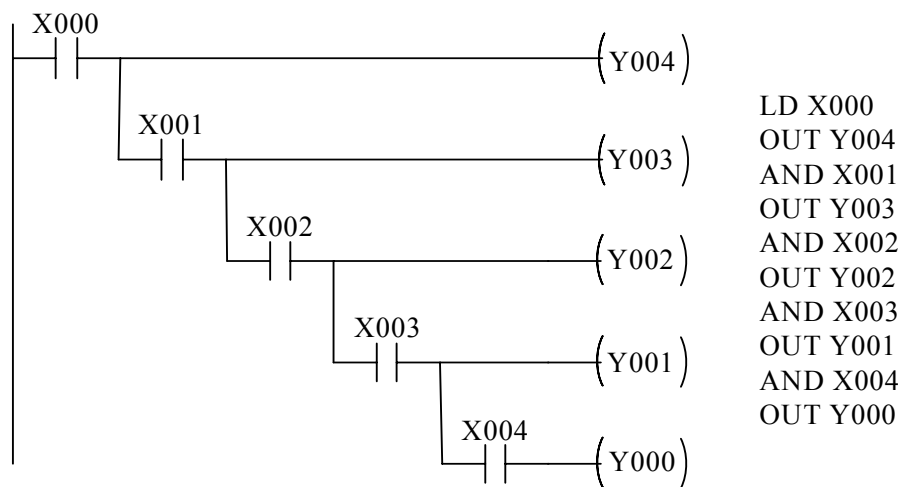 X000
Y004
X001
Y003
X002
Y002
X003
Y001
X004
Y000
LD X000
OUT Y004
AND X001
OUT Y003
AND X002
OUT Y002
AND X003
OUT Y001
AND X004
OUT Y000